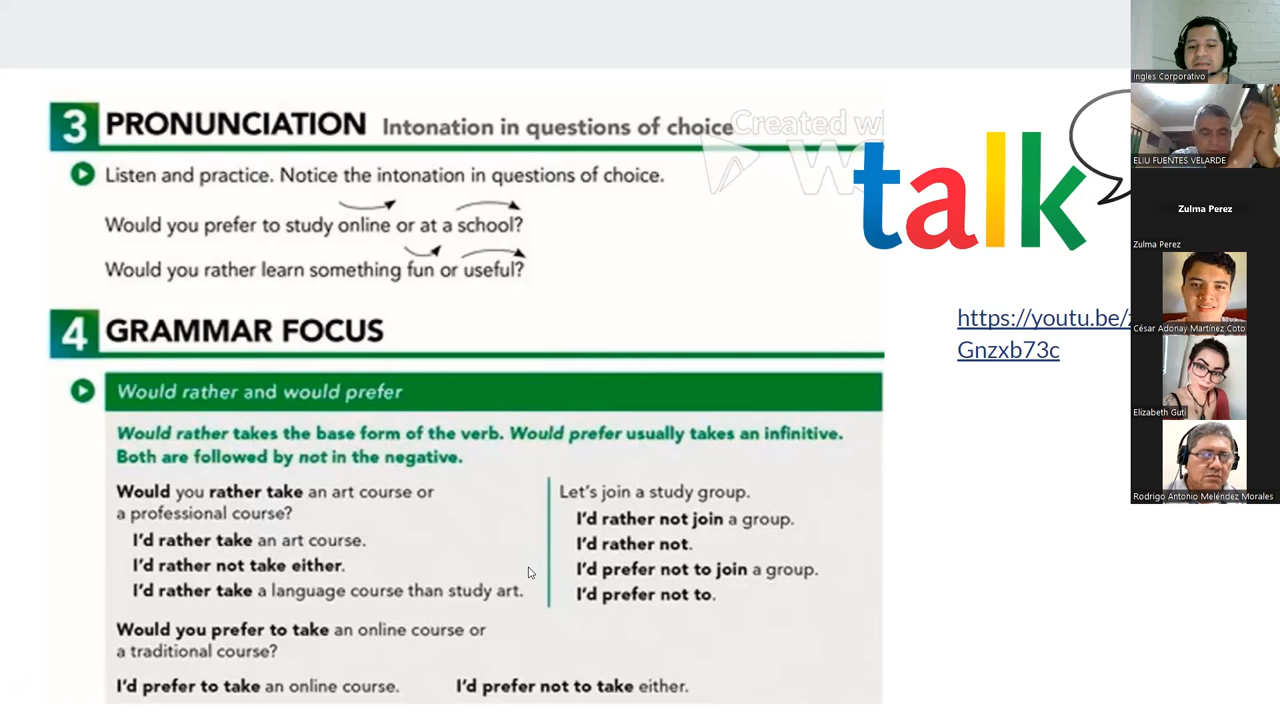 3 PRONUNCIATION Intonation in questions of choice
Created wi
Listen and practice. Notice the intonation in questions of choice.
Would you prefer to study online or at a school?
Would you rather learn something fun or useful?
4 GRAMMAR FOCUS
Would rather and would prefer
Would rather takes the base form of the verb. Would prefer usually takes an infinitive.
Both are followed by not in the negative.
Would you rather take an art course or
a professional course?
I'd rather take an art course.
I'd rather not take either.
I'd rather take a language course than study art.
Let's join a study group.
I'd rather not join a group.
I'd rather not.
I'd prefer not to join a group.
I'd prefer not to.
Would you prefer to take an online course or
a traditional course?
I'd prefer to take an online course.
I'd prefer not to take either.
talk
https://youtu.be/
Gnzxb73c
Ingles Corporativo
ELIU FUENTES VELARDE
Zulma Perez
Zulma Perez
César Adonay Martínez Coto
Elizabeth Guti
Rodrigo Antonio Meléndez Morales